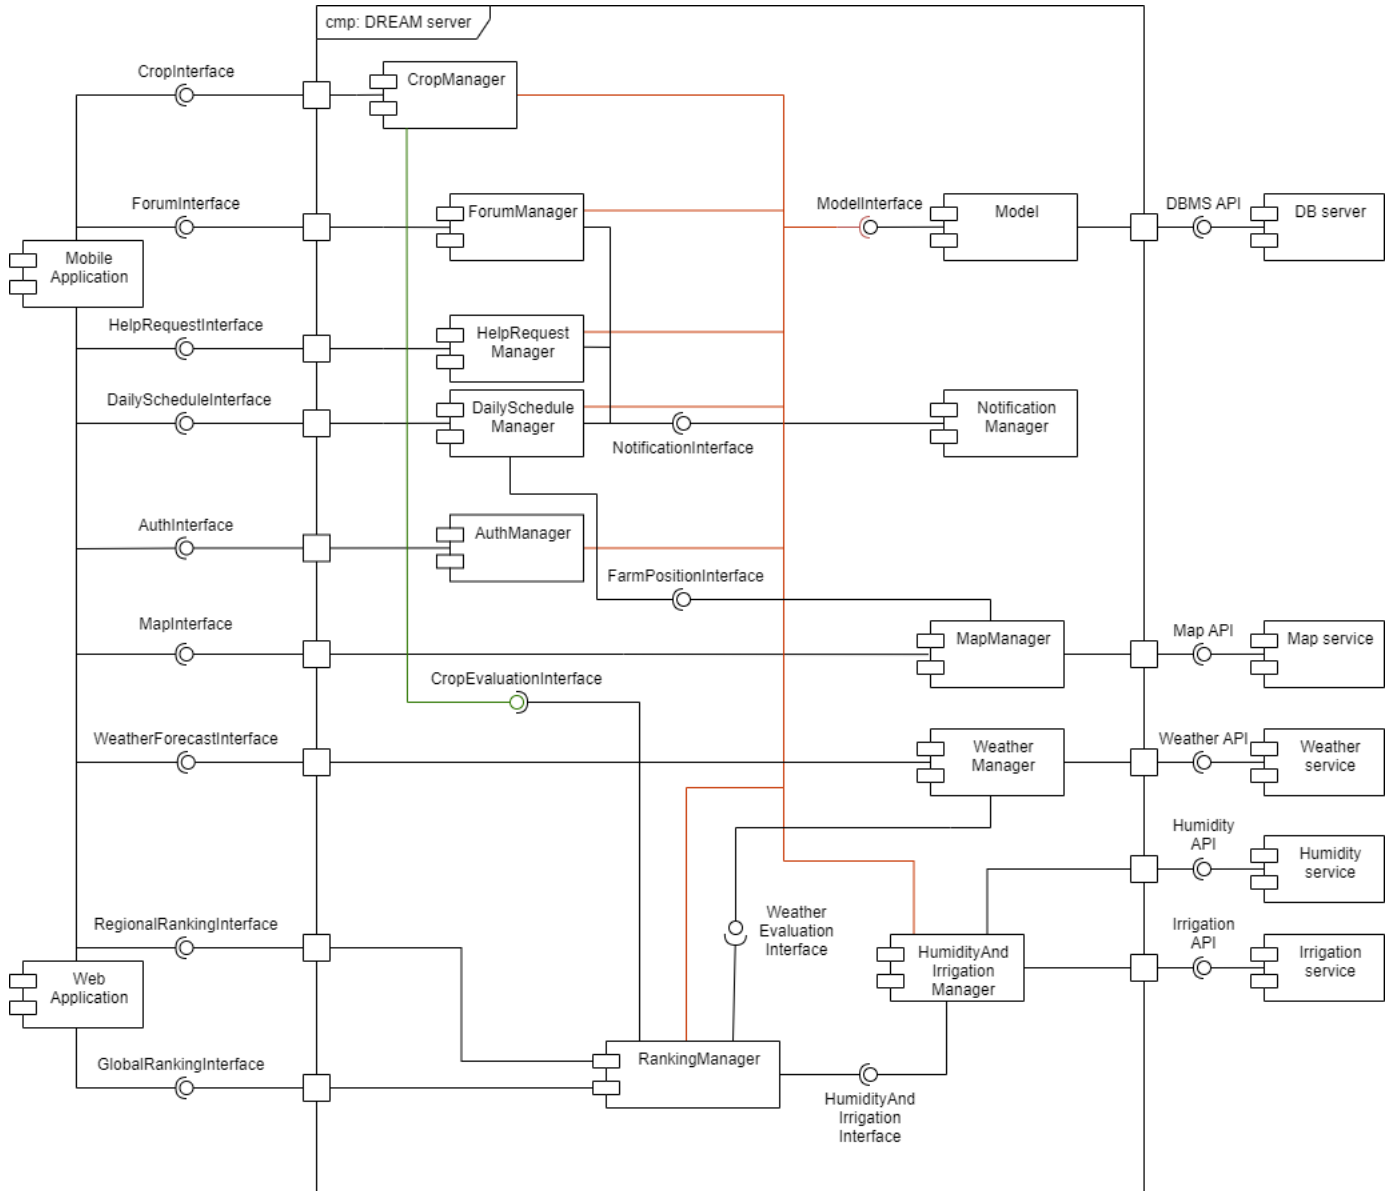 cmp: DREAM server
CropInterface
CropManager
ForumInterface
ForumManager
ModelInterface
Model
DBMS API
DB server
Mobile
Application
HelpRequestInterface
HelpRequest
Manager
DailyScheduleInterface
DailySchedule
Manager
NotificationInterface
Notification
Manager
AuthInterface
AuthManager
FarmPositionInterface
MapInterface
MapManager
Map API
Map service
CropEvaluationInterface
WeatherForecastInterface
Weather
Manager
Weather API
Weather
service
Humidity
API
Humidity
service
RegionalRankingInterface
Weather
Evaluation
Interface
HumidityAnd
Irrigation
Manager
Irrigation
API
Irrigation
service
Web
Application
GlobalRankingInterface
RankingManager
HumidityAnd
Irrigation
Interface